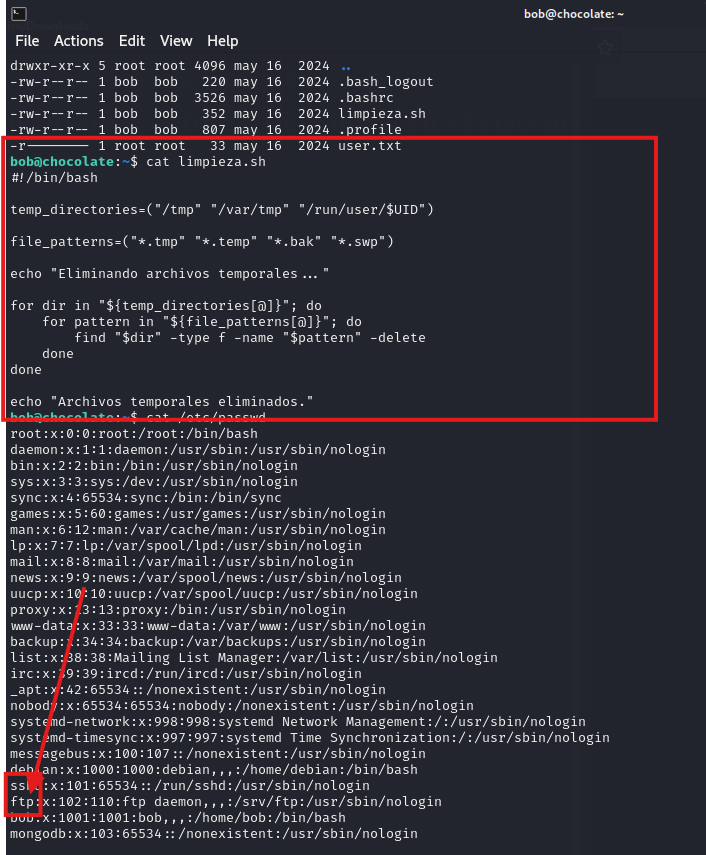 bob@chocolate: ~
File Actions Edit View Help
drwxr-xr-x 5 root root 4096 may 16  2024 ..
-rw-r--r-- 1 bob  bob   220 may 16  2024 .bash_logout
-rw-r--r-- 1 bob  bob  3526 may 16  2024 .bashrc
-rw-r--r-- 1 bob  bob   352 may 16  2024 limpieza.sh
-rw-r--r-- 1 bob  bob   807 may 16  2024 .profile
-r-------- 1 root root   33 may 16  2024 user.txt
bob@chocolate:~$ cat limpieza.sh
#!/bin/bash
temp_directories=("/tmp" "/var/tmp" "/run/user/$UID")
file_patterns=("*.tmp" "*.temp" "*.bak" "*.swp")
echo "Eliminando archivos temporales..."
for dir in "${temp_directories[@]}"; do
    for pattern in "${file_patterns[@]}"; do
        find "$dir" -type f -name "$pattern" -delete
    done
done
echo "Archivos temporales eliminados."
bob@chocolate:~$ cat /etc/passwd
root:x:0:0:root:/root:/bin/bash
daemon:x:1:1:daemon:/usr/sbin:/usr/sbin/nologin
bin:x:2:2:bin:/bin:/usr/sbin/nologin
sys:x:3:3:sys:/dev:/usr/sbin/nologin
sync:x:4:65534:sync:/bin:/bin/sync
games:x:5:60:games:/usr/games:/usr/sbin/nologin
man:x:6:12:man:/var/cache/man:/usr/sbin/nologin
lp:x:7:7:lp:/var/spool/lpd:/usr/sbin/nologin
mail:x:8:8:mail:/var/mail:/usr/sbin/nologin
news:x:9:9:news:/var/spool/news:/usr/sbin/nologin
uucp:x:10:10:uucp:/var/spool/uucp:/usr/sbin/nologin
proxy:x:13:13:proxy:/bin:/usr/sbin/nologin
www-data:x:33:33:www-data:/var/www:/usr/sbin/nologin
backup:x:34:34:backup:/var/backups:/usr/sbin/nologin
list:x:38:38:Mailing List Manager:/var/list:/usr/sbin/nologin
irc:x:39:39:ircd:/run/ircd:/usr/sbin/nologin
_apt:x:42:65534::/nonexistent:/usr/sbin/nologin
nobody:x:65534:65534:nobody:/nonexistent:/usr/sbin/nologin
systemd-network:x:998:998:systemd Network Management:/:/usr/sbin/nologin
systemd-timesync:x:997:997:systemd Time Synchronization:/:/usr/sbin/nologin
messagebus:x:100:107::/nonexistent:/usr/sbin/nologin
debian:x:1000:1000:debian,,,:/home/debian:/bin/bash
sshd:x:101:65534::/run/sshd:/usr/sbin/nologin
ftp:x:102:110:ftp daemon,,,:/srv/ftp:/usr/sbin/nologin
bob:x:1001:1001:bob,,,:/home/bob:/bin/bash
mongodb:x:103:65534::/nonexistent:/usr/sbin/nologin